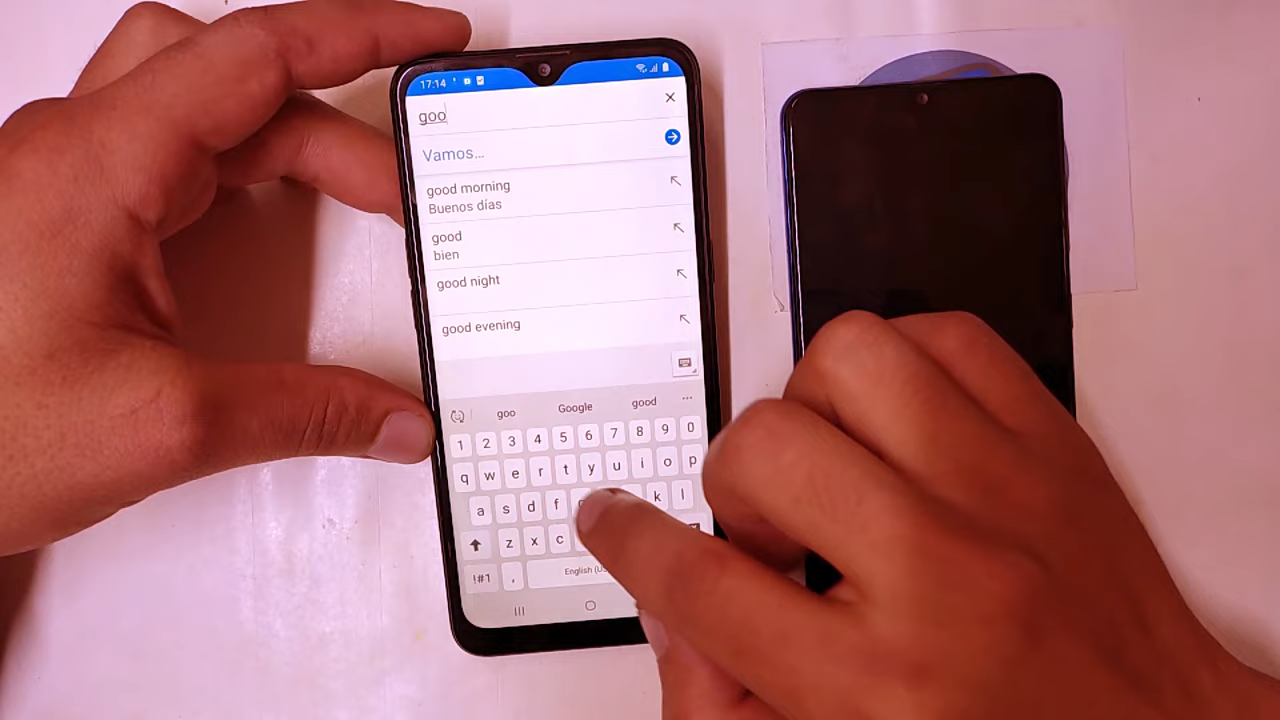 17:14
goo
Vamos...
good morning
Buenos días
good
bien
good night
good evening
goo Google good
1 2 3 4 5 6 7 8 9 0
q w e r t y u i o p
a s d f k l
z x c
!#1 , English (US